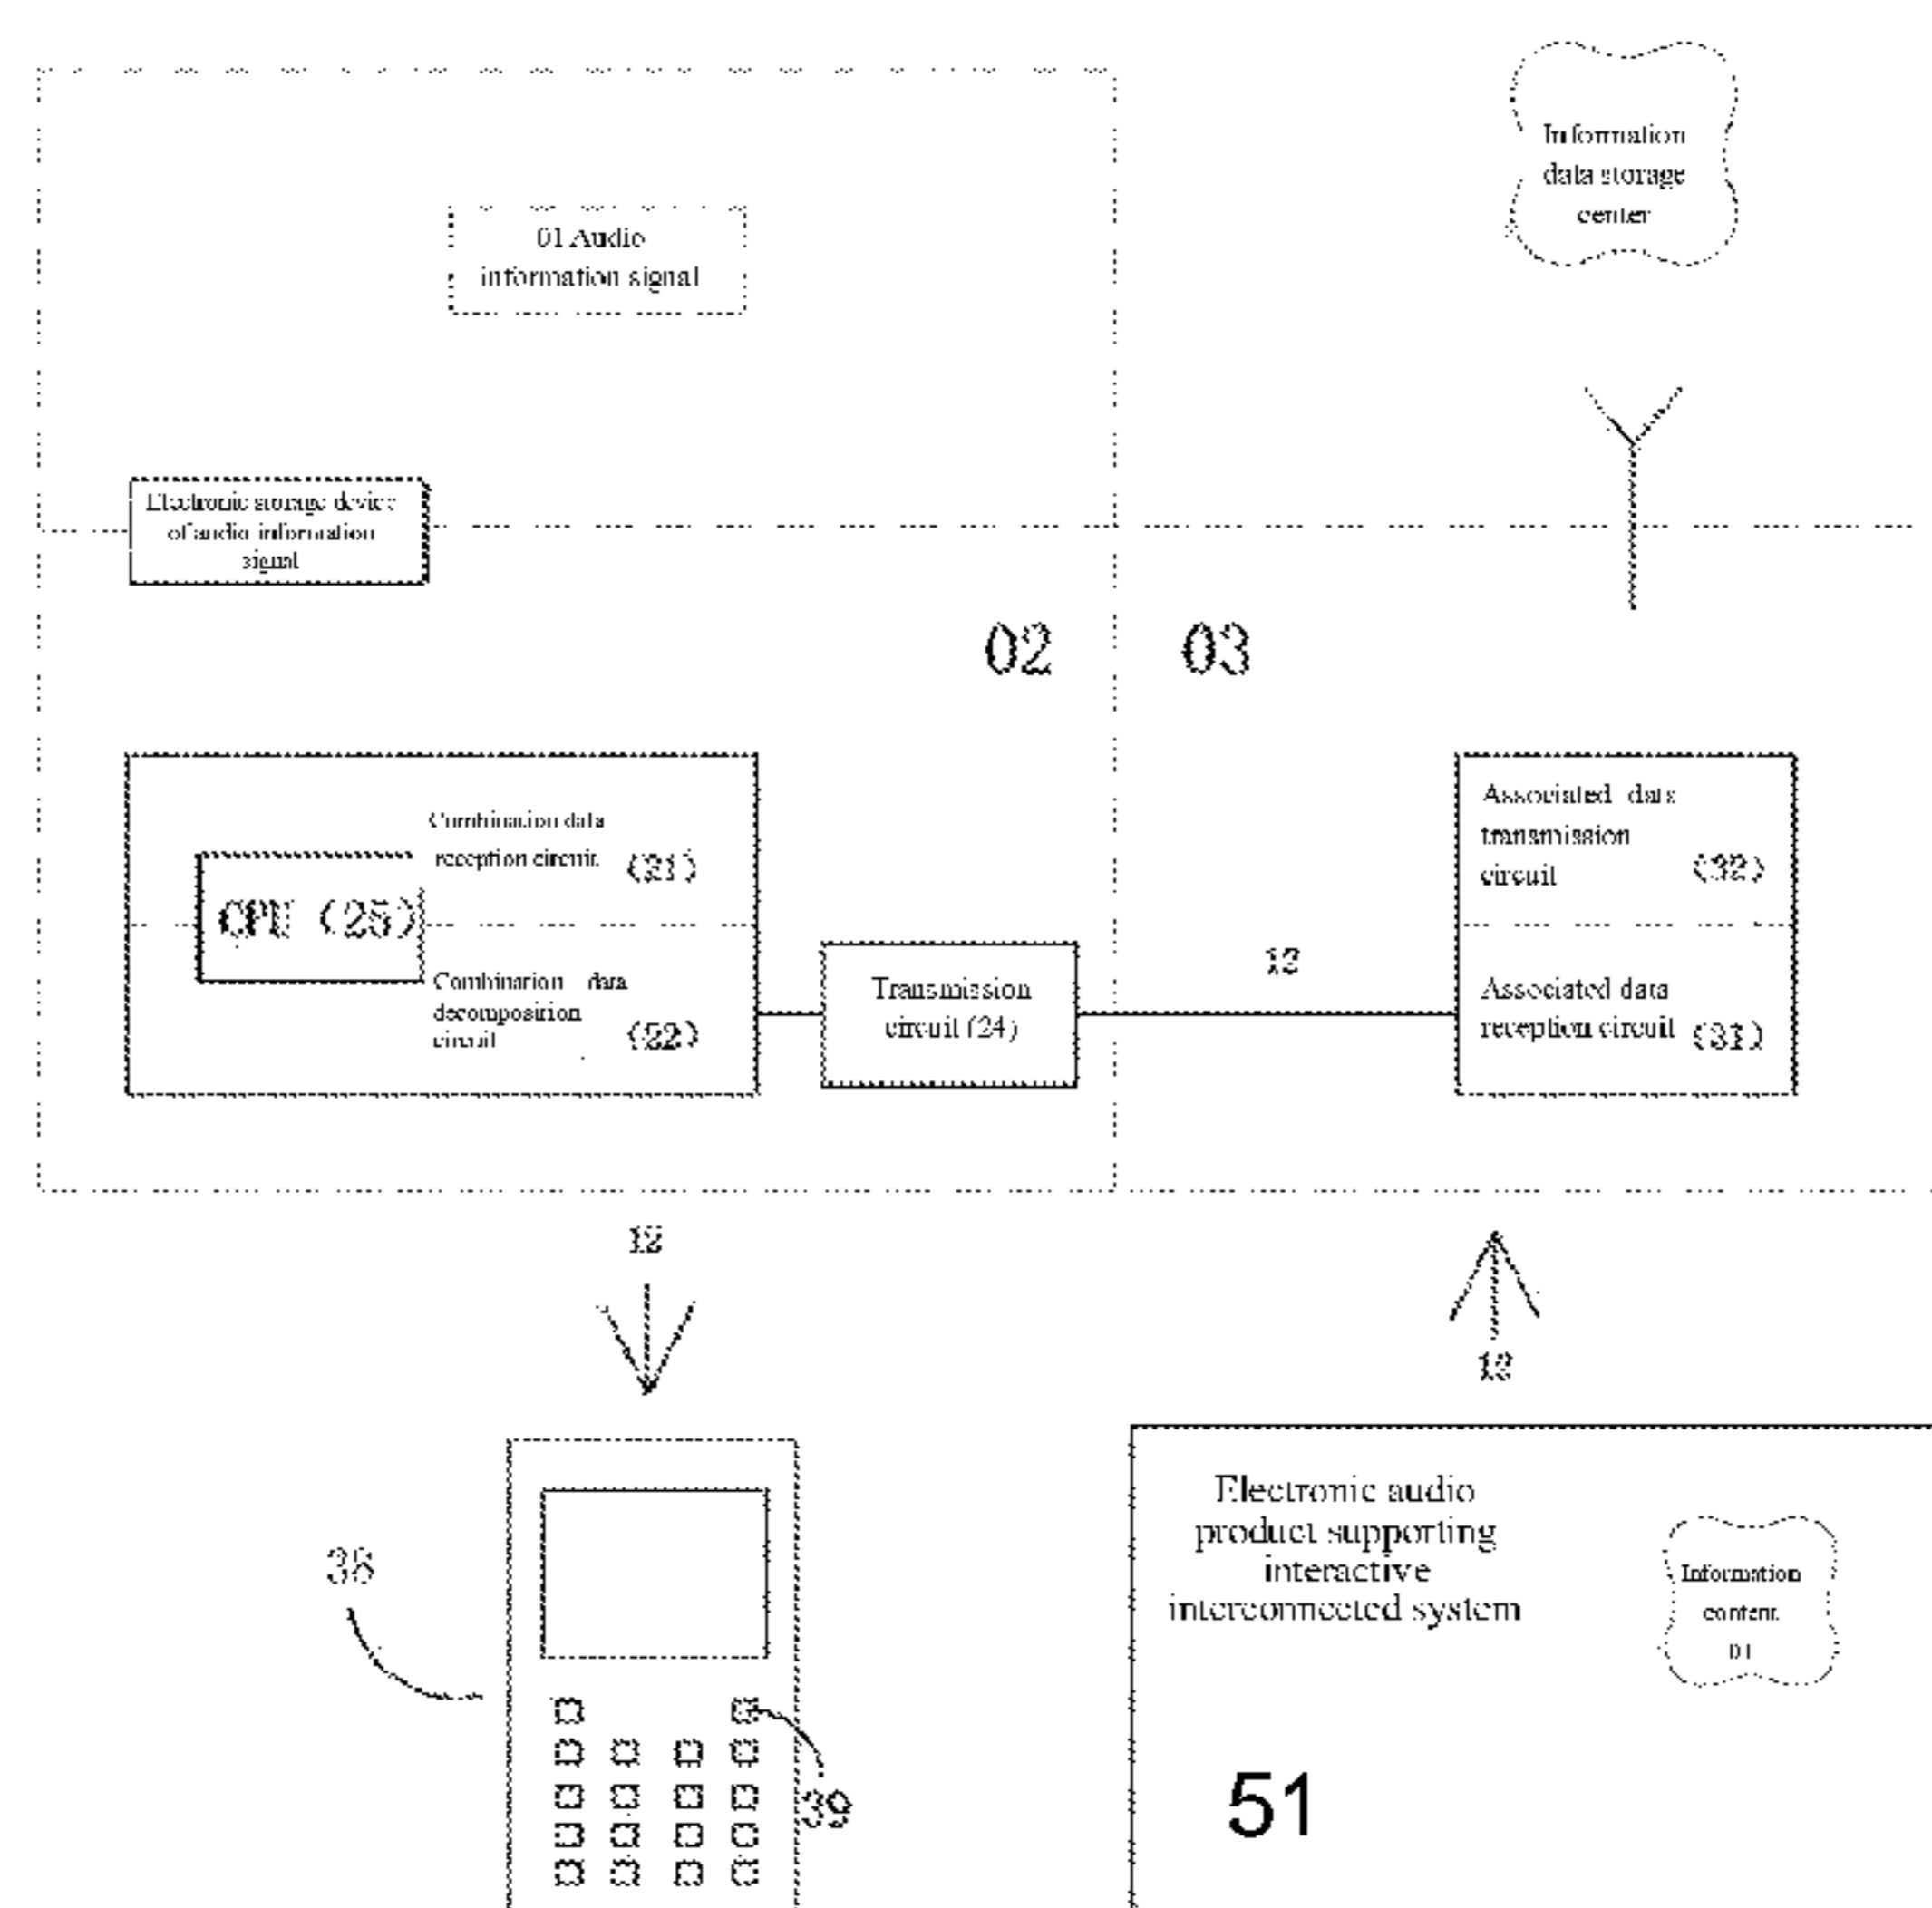 01 Audio
information signal
Information
data storage
center
Electronic storage device
of audio information
signal
02
03
Combination data
reception circuit (21)
CPU (25)
Combination data
decomposition
circuit (22)
Transmission
circuit (24)
12
Associated data
transmission
circuit (32)
Associated data
reception circuit (31)
12
12
38
39
Electronic audio
product supporting
interactive
interconnected system
Information
content
01
51